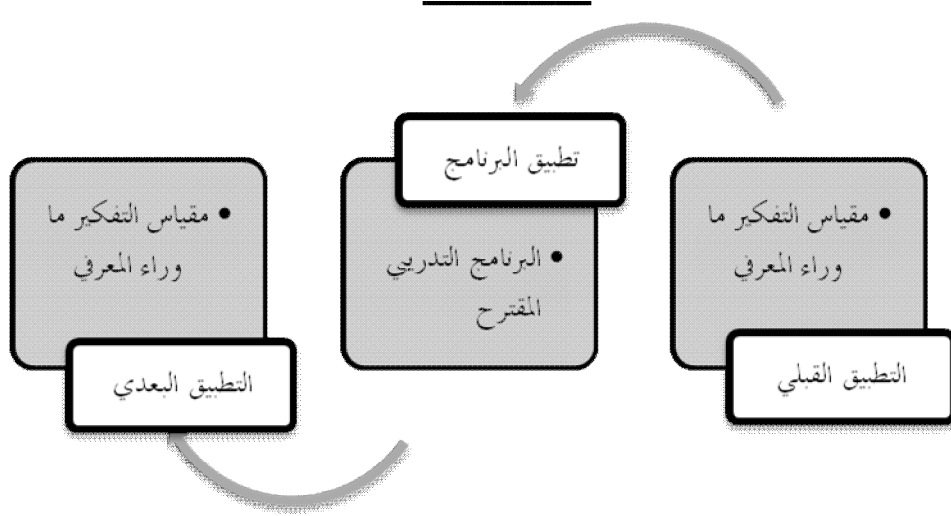 مقياس التفكير ما
وراء المعرفي
التطبيق القبلي
تطبيق البرنامج
البرنامج التدريبي
المقترح
مقياس التفكير ما
وراء المعرفي
التطبيق البعدي